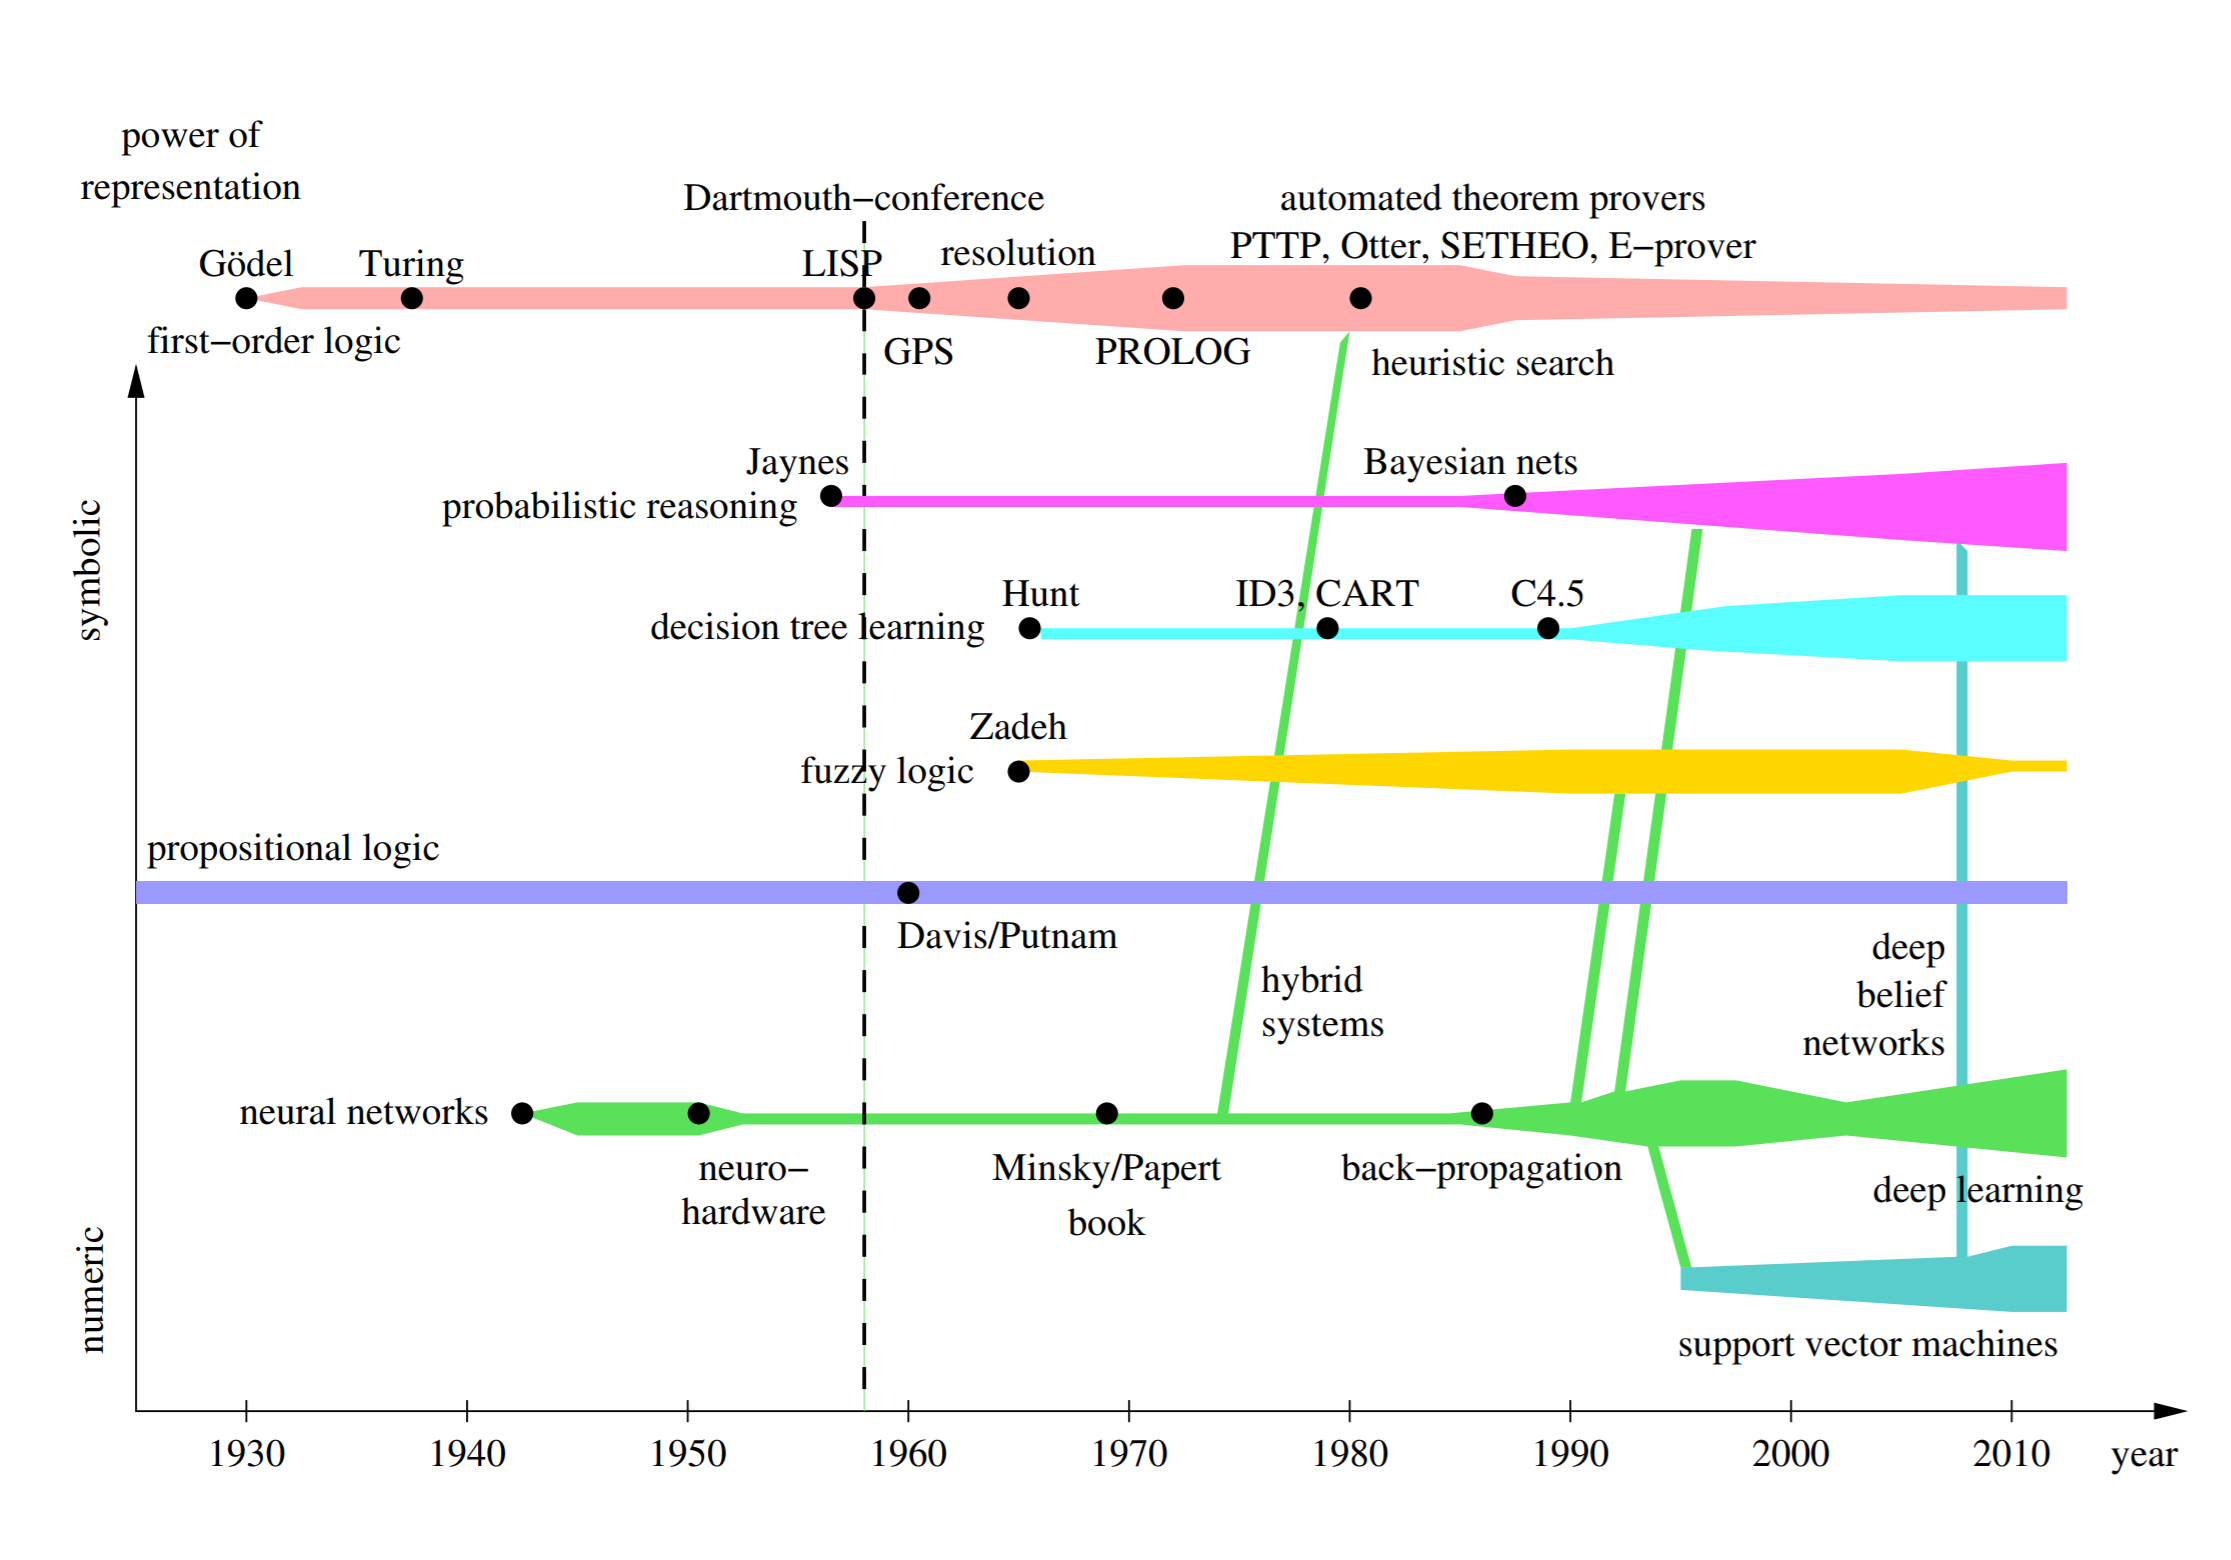 power of
representation
Dartmouth−conference
automated theorem provers
Gödel
Turing
LISP
resolution
PTTP, Otter, SETHEO, E−prover
first−order logic
GPS
PROLOG
heuristic search
Jaynes
Bayesian nets
probabilistic reasoning
symbolic
Hunt
ID3, CART
C4.5
decision tree learning
Zadeh
fuzzy logic
propositional logic
Davis/Putnam
hybrid
systems
deep
belief
networks
neural networks
neuro−
hardware
Minsky/Papert
book
back−propagation
deep learning
numeric
support vector machines
1930
1940
1950
1960
1970
1980
1990
2000
2010
year